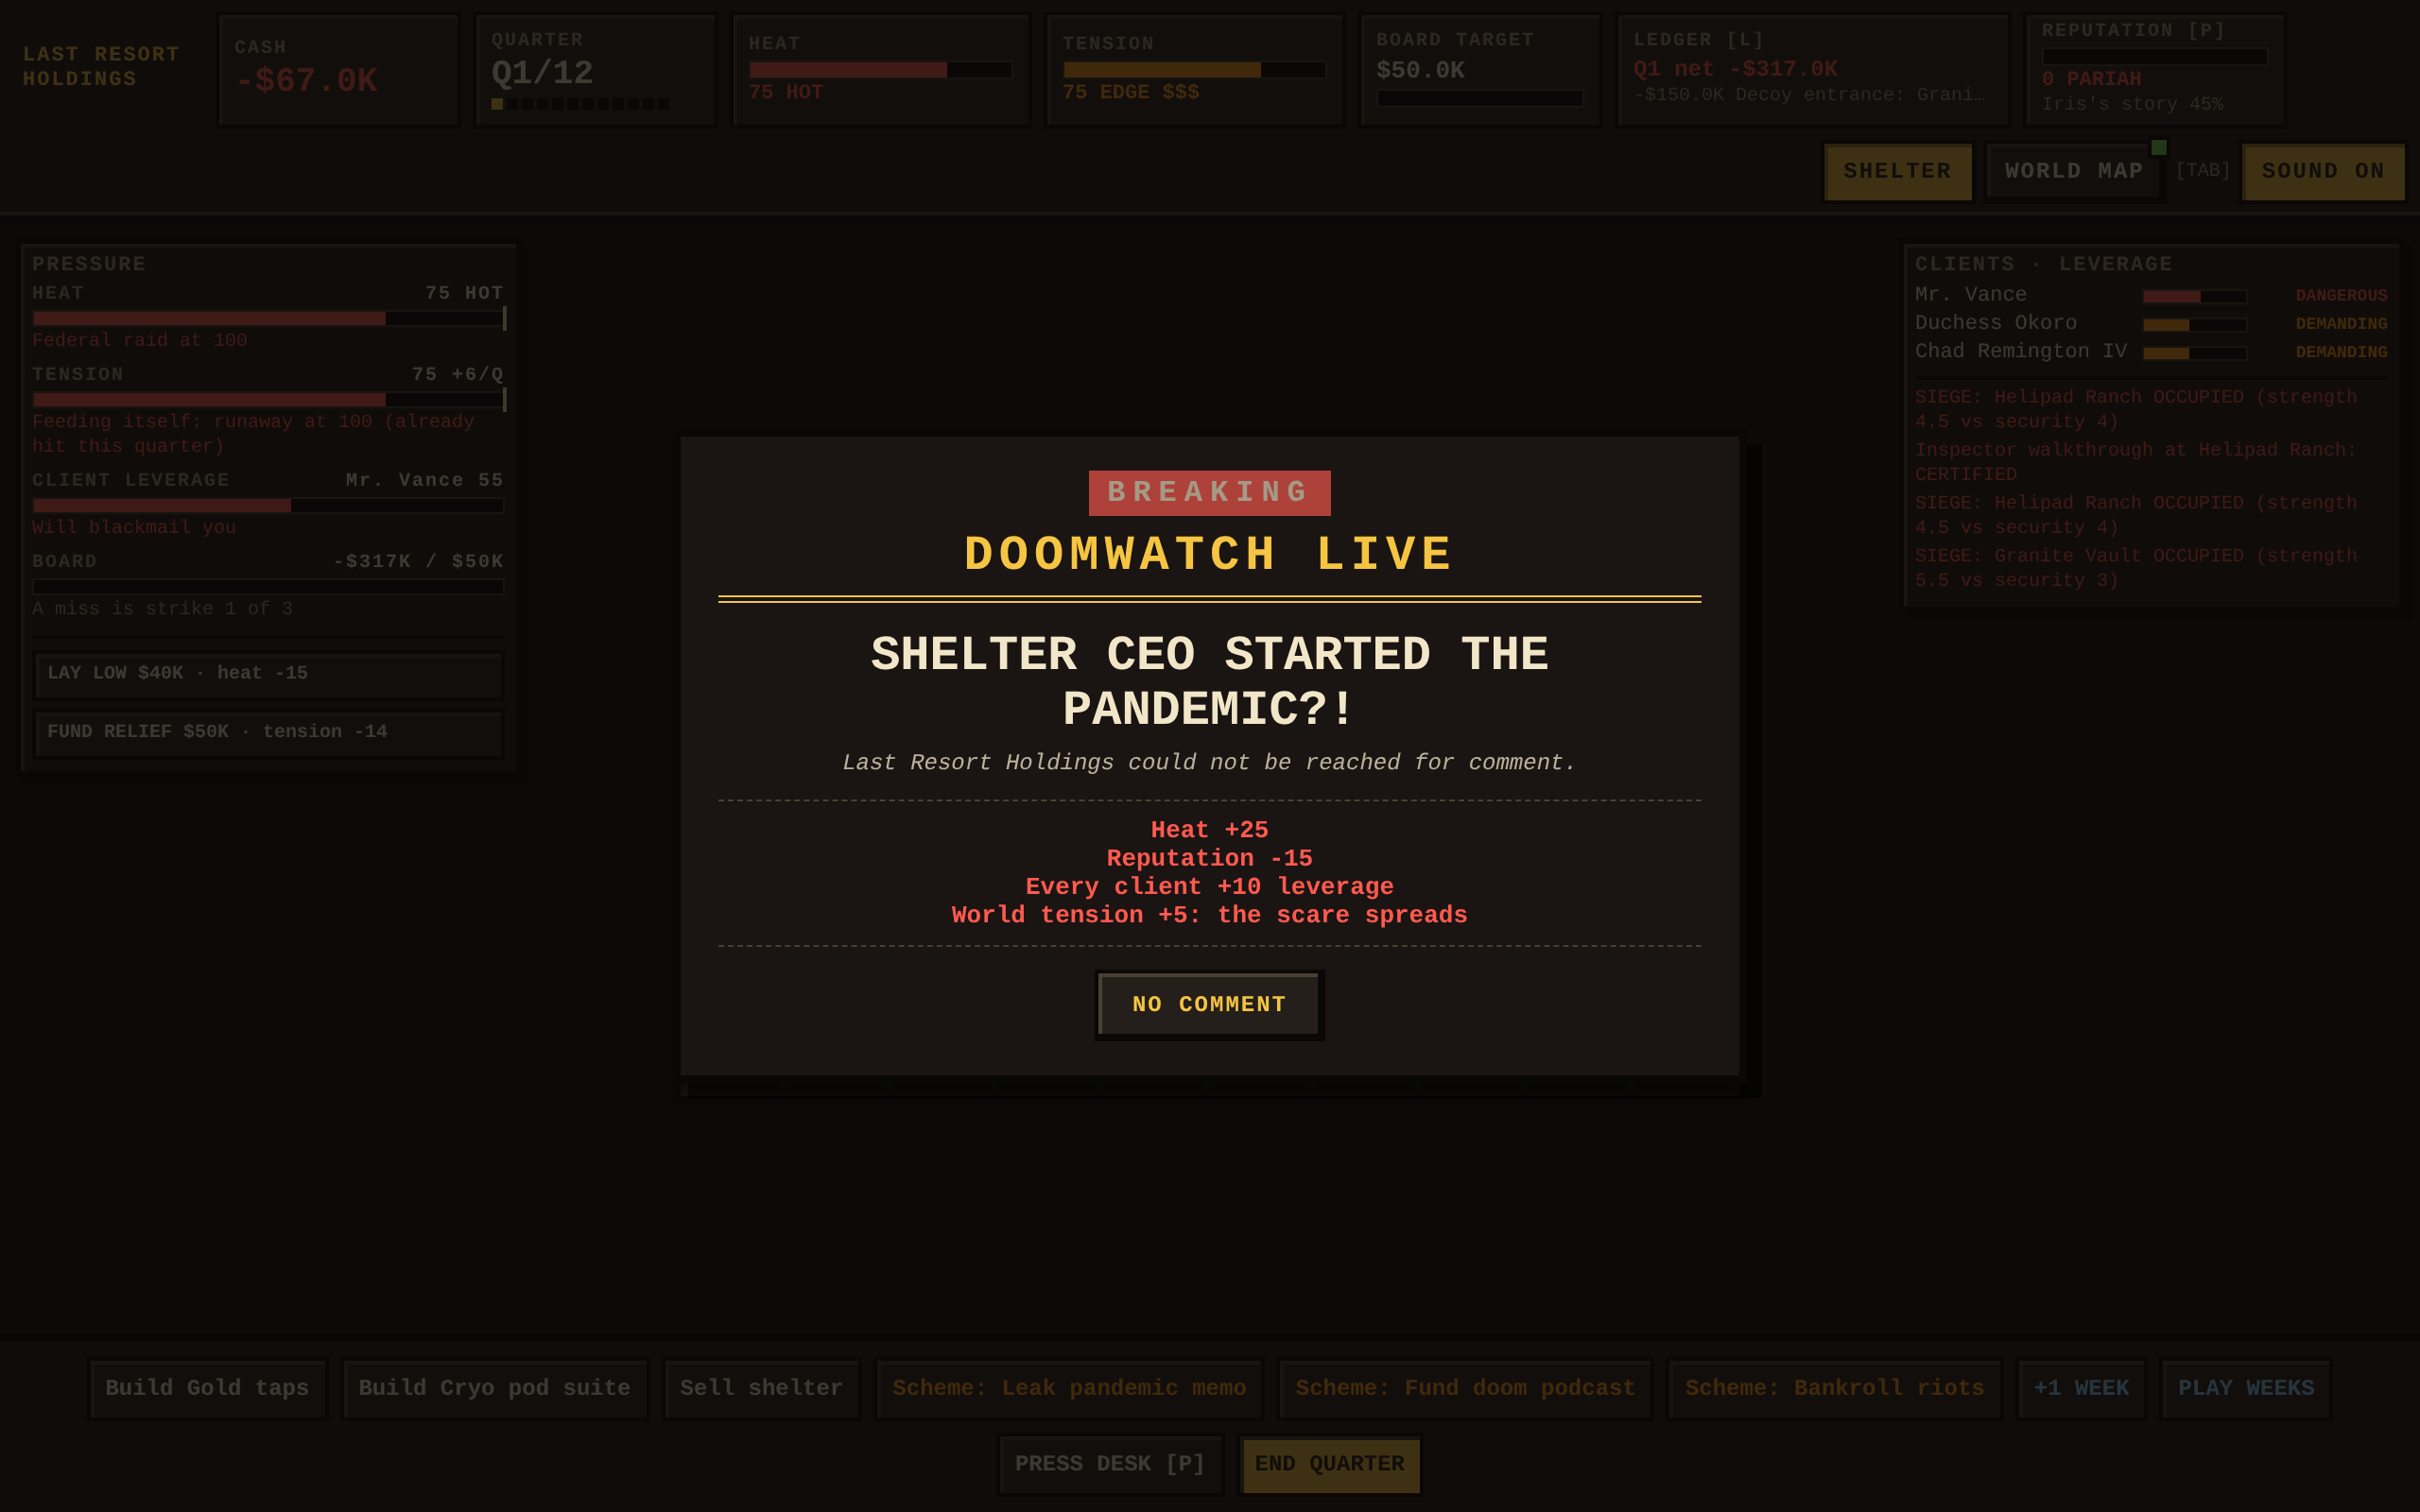 LAST RESORT
HOLDINGS
CASH
-$67.0K
QUARTER
Q1/12
HEAT
75 HOT
TENSION
75 EDGE $$$
BOARD TARGET
$50.0K
LEDGER [L]
Q1 net -$317.0K
-$150.0K Decoy entrance: Grani…
REPUTATION [P]
0 PARIAH
Iris's story 45%
SHELTER
WORLD MAP
[TAB]
SOUND ON
PRESSURE
HEAT 75 HOT
Federal raid at 100
TENSION 75 +6/Q
Feeding itself: runaway at 100 (already
hit this quarter)
CLIENT LEVERAGE Mr. Vance 55
Will blackmail you
BOARD -$317K / $50K
A miss is strike 1 of 3
LAY LOW $40K · heat -15
FUND RELIEF $50K · tension -14
BREAKING
DOOMWATCH LIVE
SHELTER CEO STARTED THE
PANDEMIC?!
Last Resort Holdings could not be reached for comment.
Heat +25
Reputation -15
Every client +10 leverage
World tension +5: the scare spreads
NO COMMENT
CLIENTS · LEVERAGE
Mr. Vance DANGEROUS
Duchess Okoro DEMANDING
Chad Remington IV DEMANDING
SIEGE: Helipad Ranch OCCUPIED (strength
4.5 vs security 4)
Inspector walkthrough at Helipad Ranch:
CERTIFIED
SIEGE: Helipad Ranch OCCUPIED (strength
4.5 vs security 4)
SIEGE: Granite Vault OCCUPIED (strength
5.5 vs security 3)
Build Gold taps
Build Cryo pod suite
Sell shelter
Scheme: Leak pandemic memo
Scheme: Fund doom podcast
Scheme: Bankroll riots
+1 WEEK
PLAY WEEKS
PRESS DESK [P]
END QUARTER